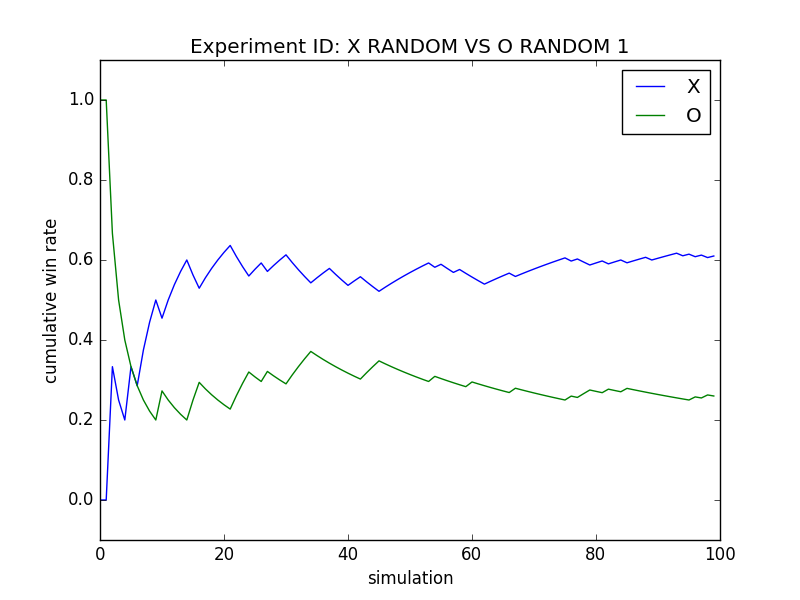 Experiment ID: X RANDOM VS O RANDOM 1
X
O
cumulative win rate
1.0
0.8
0.6
0.4
0.2
0.0
0 20 40 60 80 100
simulation